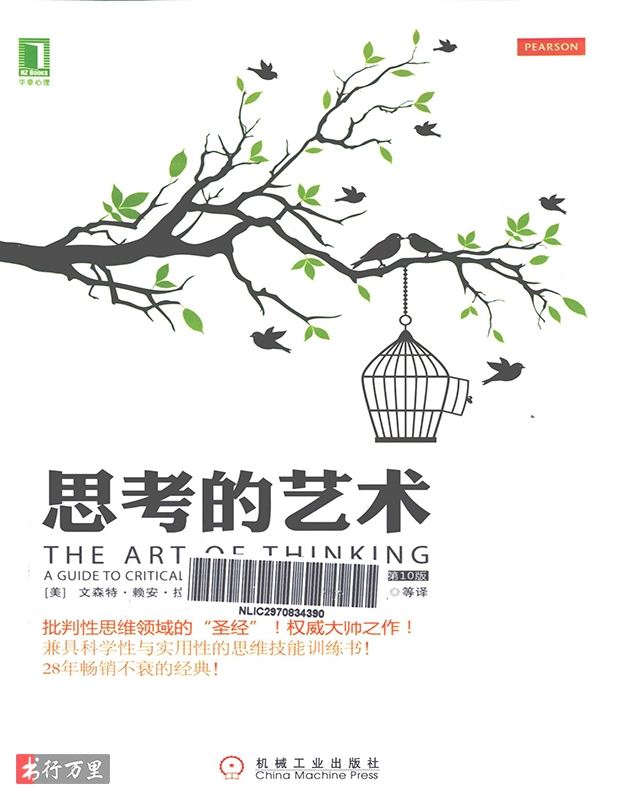 HZ BOOKS
华章心理
PEARSON
思考的艺术
THE ART OF THINKING
A GUIDE TO CRITICAL
第10版
[美] 文森特·赖安·拉
等译
NLIC2970834390
批判性思维领域的“圣经”！权威大师之作！
兼具科学性与实用性的思维技能训练书！
28年畅销不衰的经典！
书行万里
机械工业出版社
China Machine Press